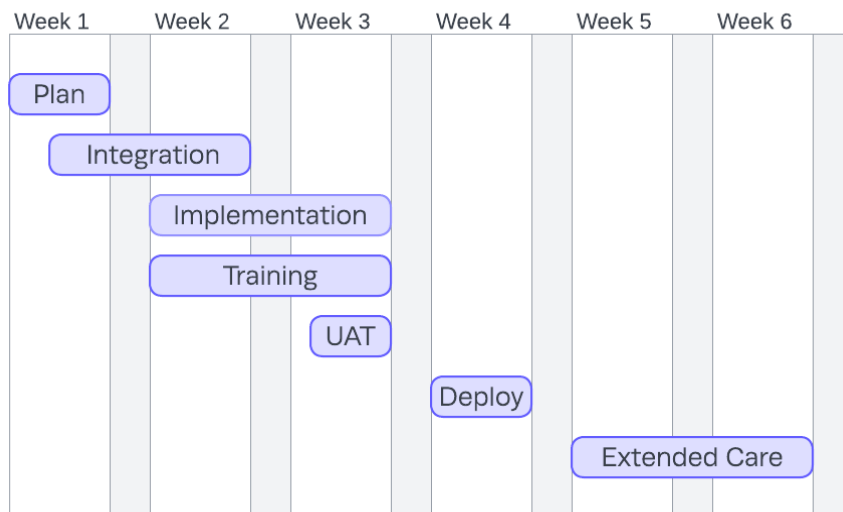 Week 1 Week 2 Week 3 Week 4 Week 5 Week 6
Plan
Integration
Implementation
Training
UAT
Deploy
Extended Care